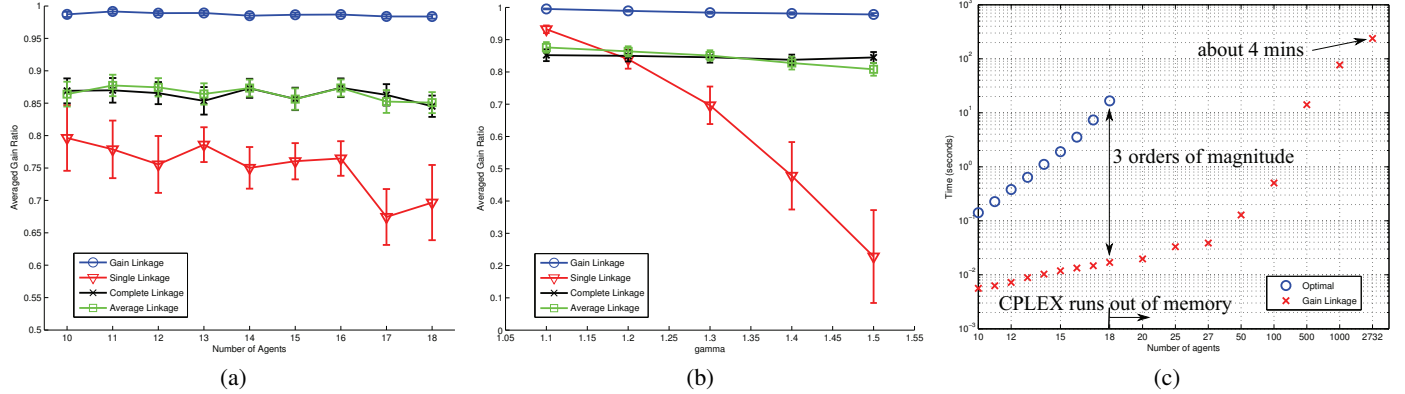 1
0.95
0.9
0.85
0.8
0.75
0.7
0.65
0.6
0.55
0.5
Averaged Gain Ratio
Gain Linkage
Single Linkage
Complete Linkage
Average Linkage
10 11 12 13 14 15 16 17 18
Number of Agents
(a)
1
0.9
0.8
0.7
0.6
0.5
0.4
0.3
0.2
0.1
0
Averaged Gain Ratio
Gain Linkage
Single Linkage
Complete Linkage
Average Linkage
1.05 1.1 1.15 1.2 1.25 1.3 1.35 1.4 1.45 1.5 1.55
gamma
(b)
10³
10²
10¹
10⁰
10⁻¹
10⁻²
10⁻³
Time (seconds)
about 4 mins
3 orders of magnitude
CPLEX runs out of memory
Optimal
Gain Linkage
10 12 15 18 20 25 27 50 100 500 1000 2732
Number of agents
(c)